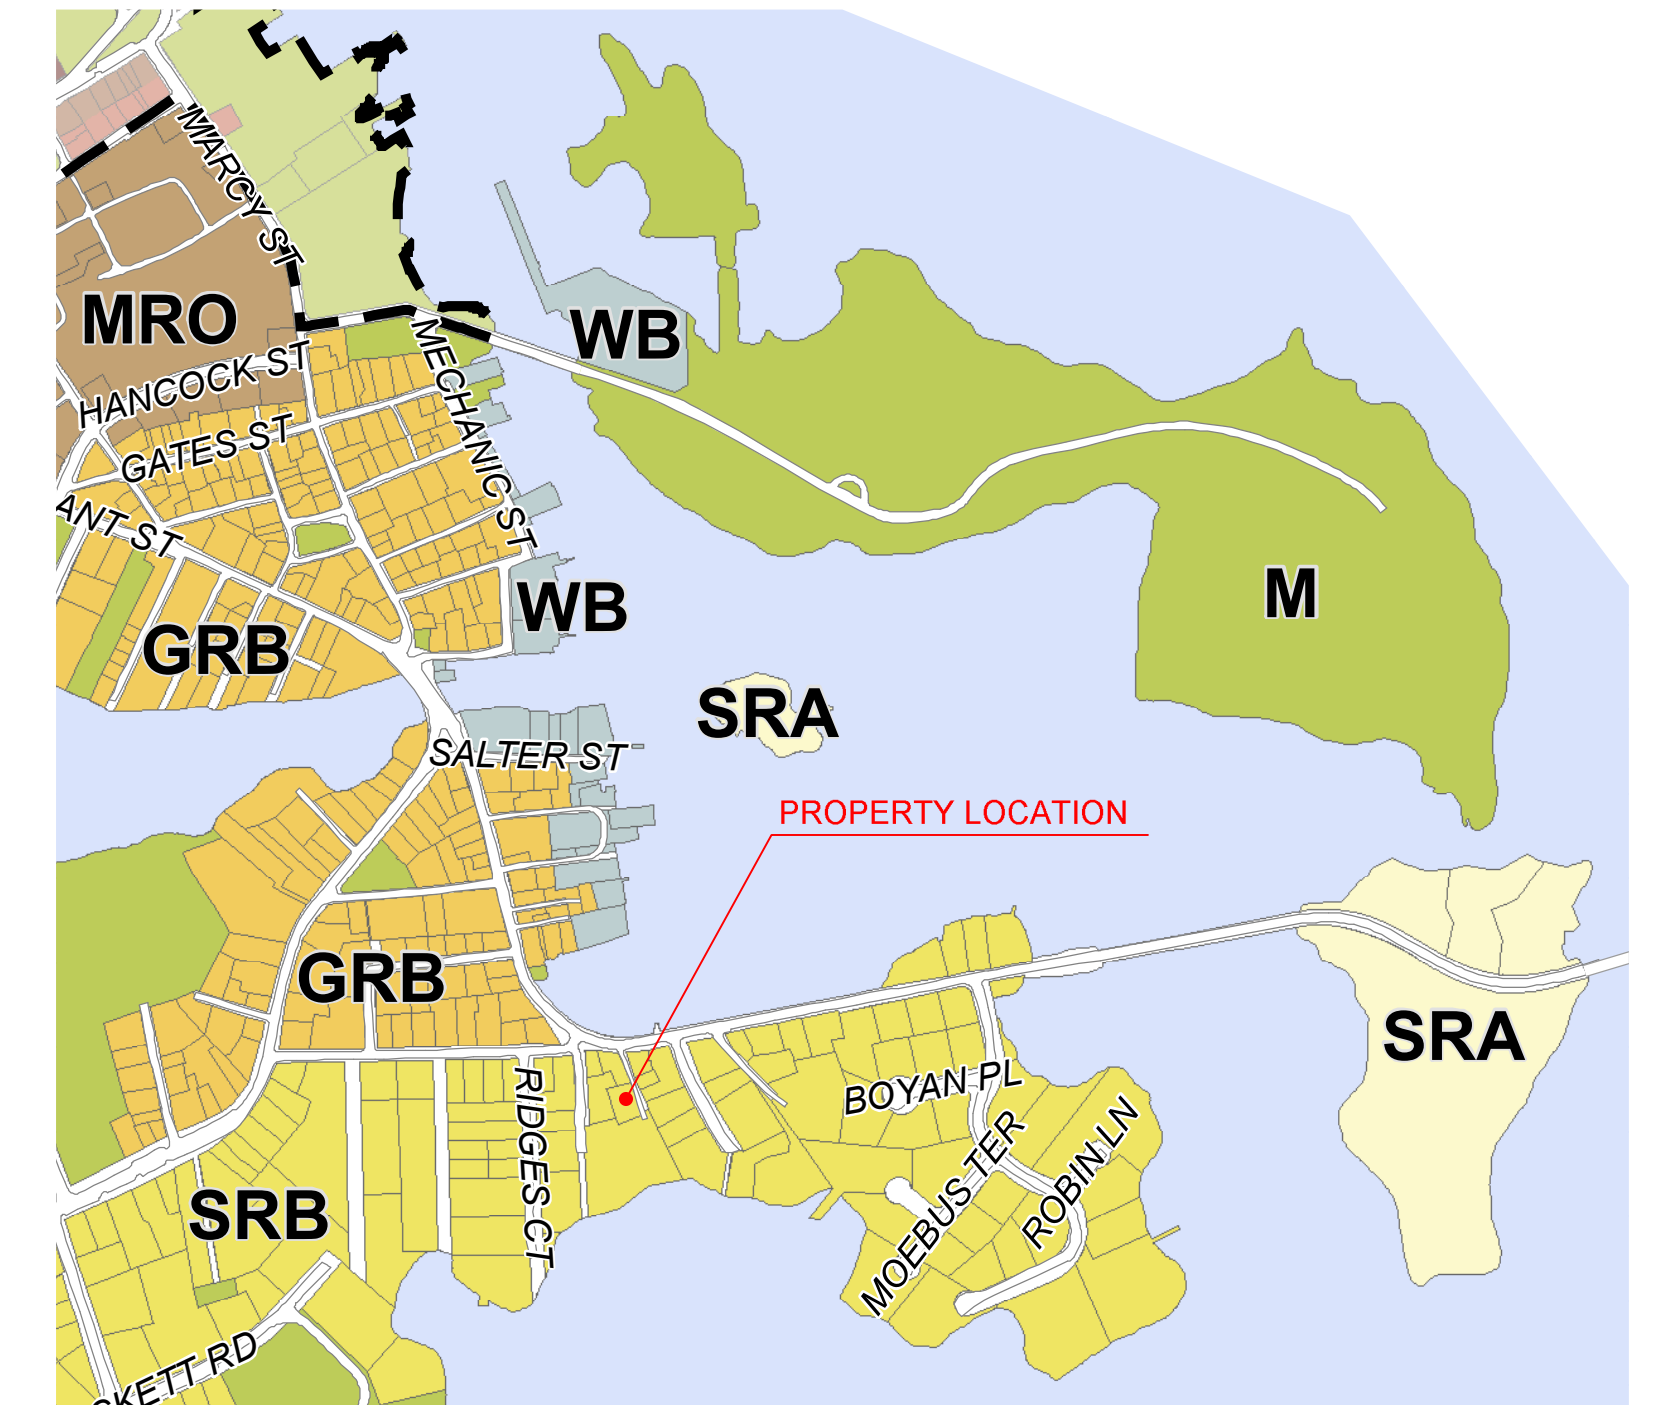 MARCY ST
MRO
WB
HANCOCK ST
MECHANIC ST
GATES ST
ANT ST
M
WB
GRB
SRA
SALTER ST
PROPERTY LOCATION
GRB
SRA
RIDGES CT
BOYAN PL
MOEBUS TER
ROBIN LN
SRB
CKETT RD